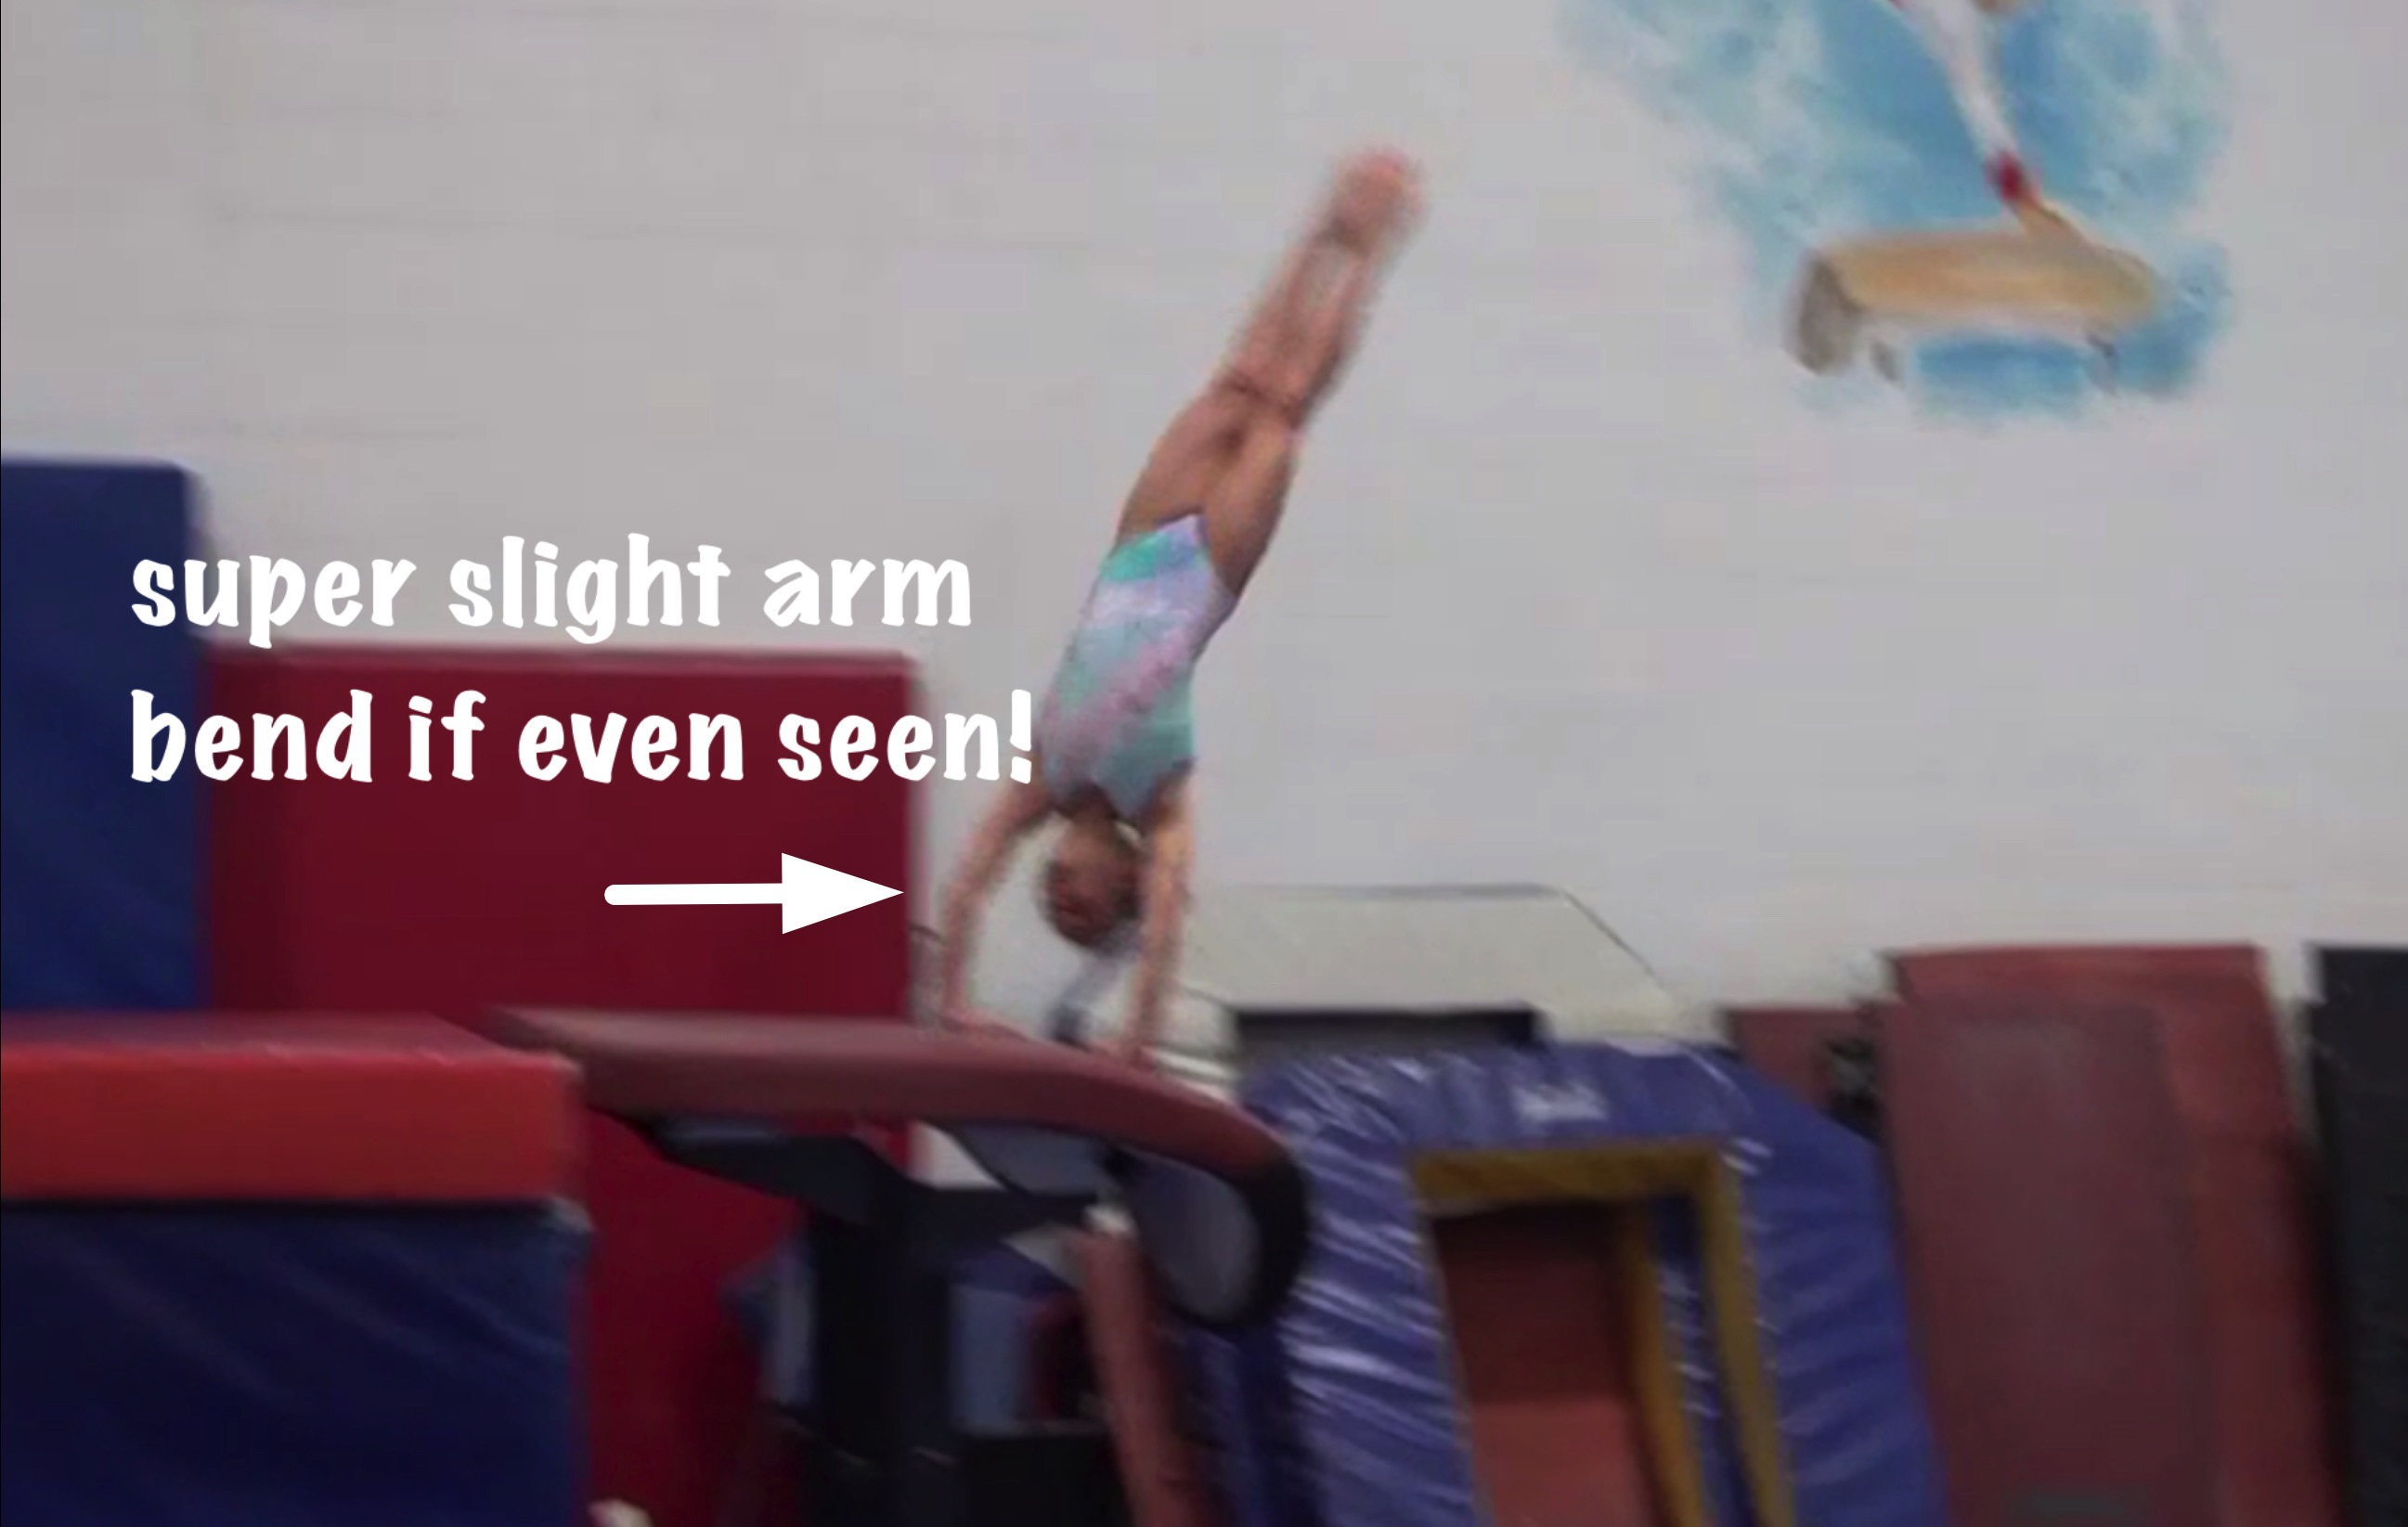 super slight arm
bend if even seen!